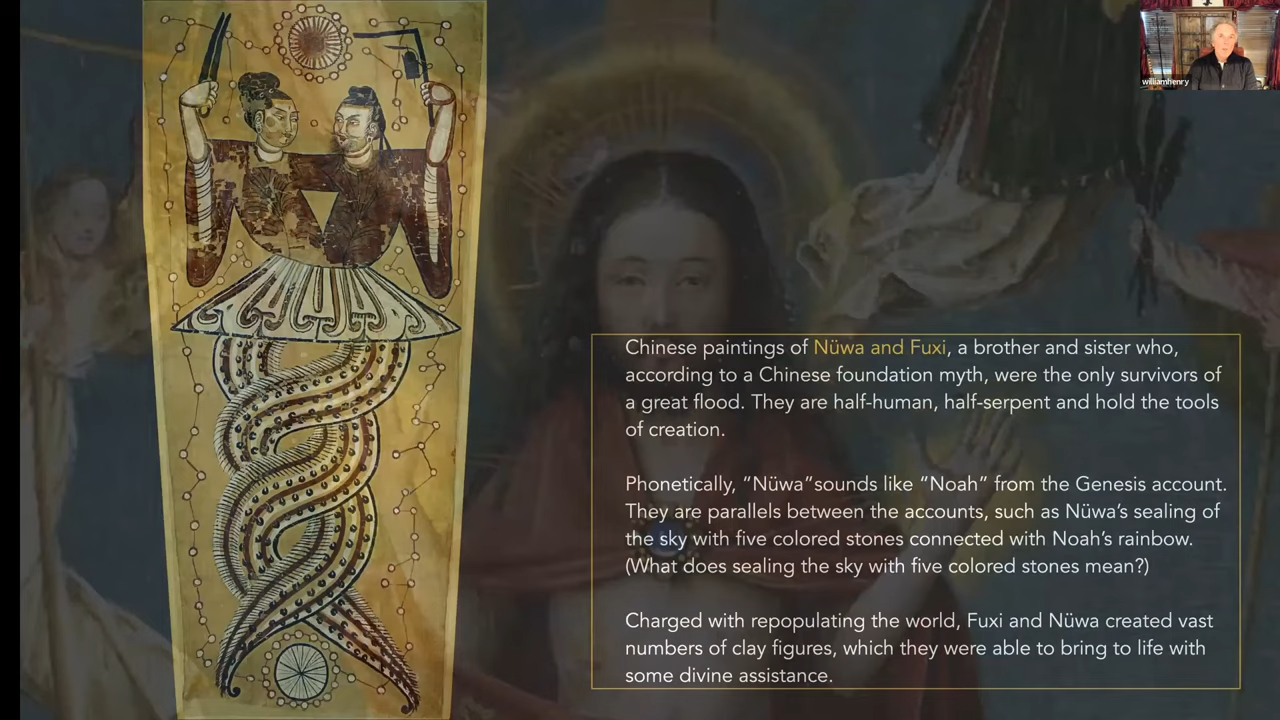 williamhenry
Chinese paintings of Nüwa and Fuxi, a brother and sister who,
according to a Chinese foundation myth, were the only survivors of
a great flood. They are half-human, half-serpent and hold the tools
of creation.
Phonetically, “Nüwa”sounds like “Noah” from the Genesis account.
They are parallels between the accounts, such as Nüwa’s sealing of
the sky with five colored stones connected with Noah’s rainbow.
(What does sealing the sky with five colored stones mean?)
Charged with repopulating the world, Fuxi and Nüwa created vast
numbers of clay figures, which they were able to bring to life with
some divine assistance.